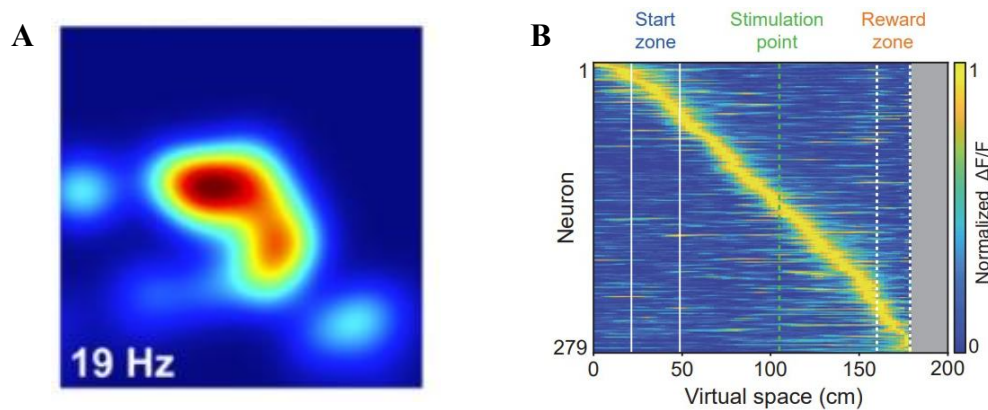 A
19 Hz
B
Start zone
Stimulation point
Reward zone
1
279
Neuron
0
50
100
150
200
Virtual space (cm)
1
0
Normalized ΔF/F